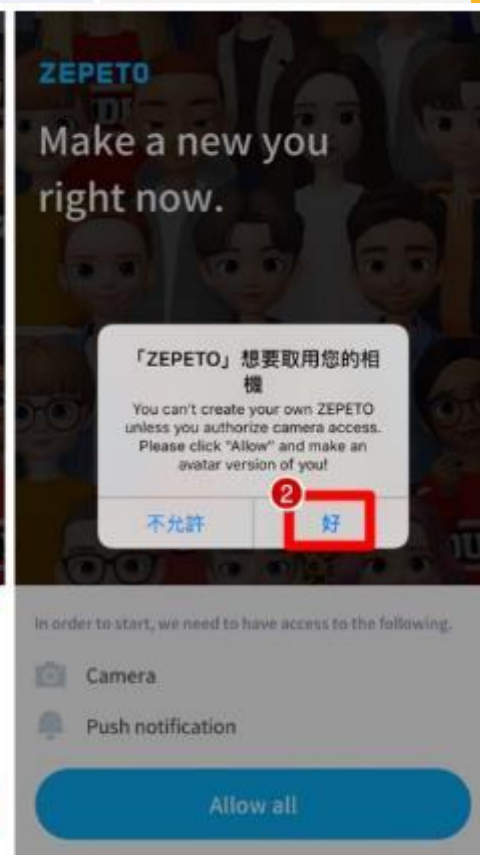 ZEPETO
Make a new you
right now.
「ZEPETO」想要取用您的相
機
You can't create your own ZEPETO
unless you authorize camera access.
Please click "Allow" and make an
avatar version of you!
2
不允許
好
In order to start, we need to have access to the following.
Camera
Push notification
Allow all